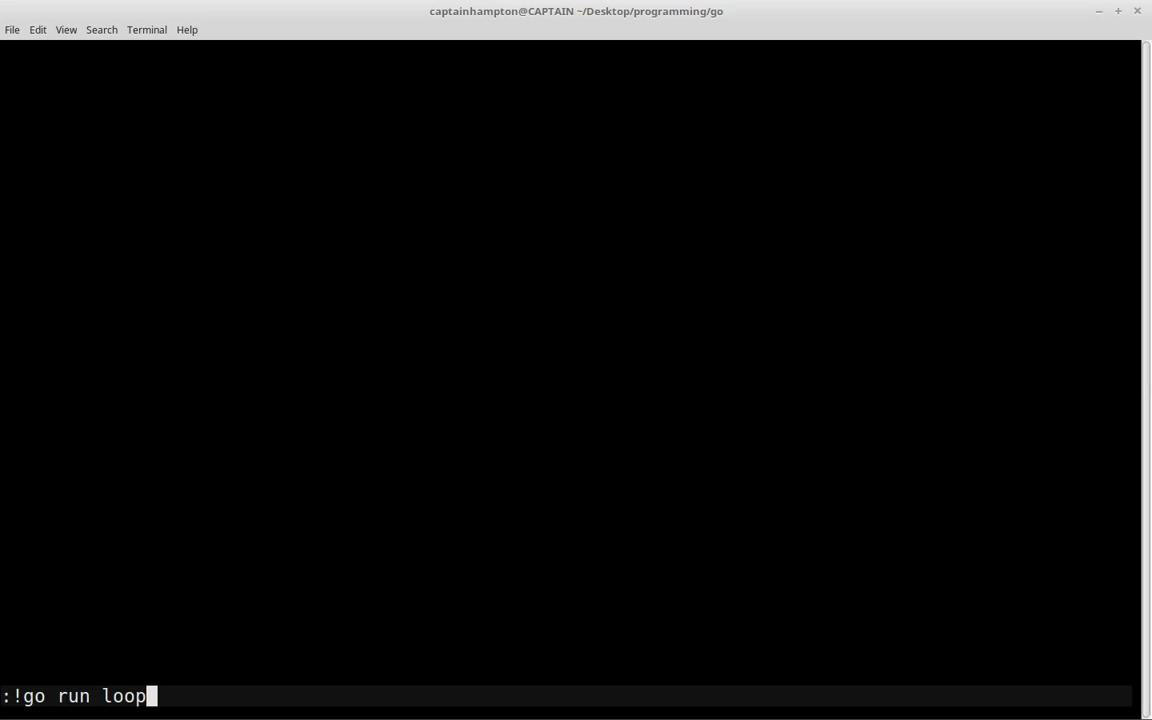 captainhampton@CAPTAIN ~/Desktop/programming/go
File Edit View Search Terminal Help
:!go run loop